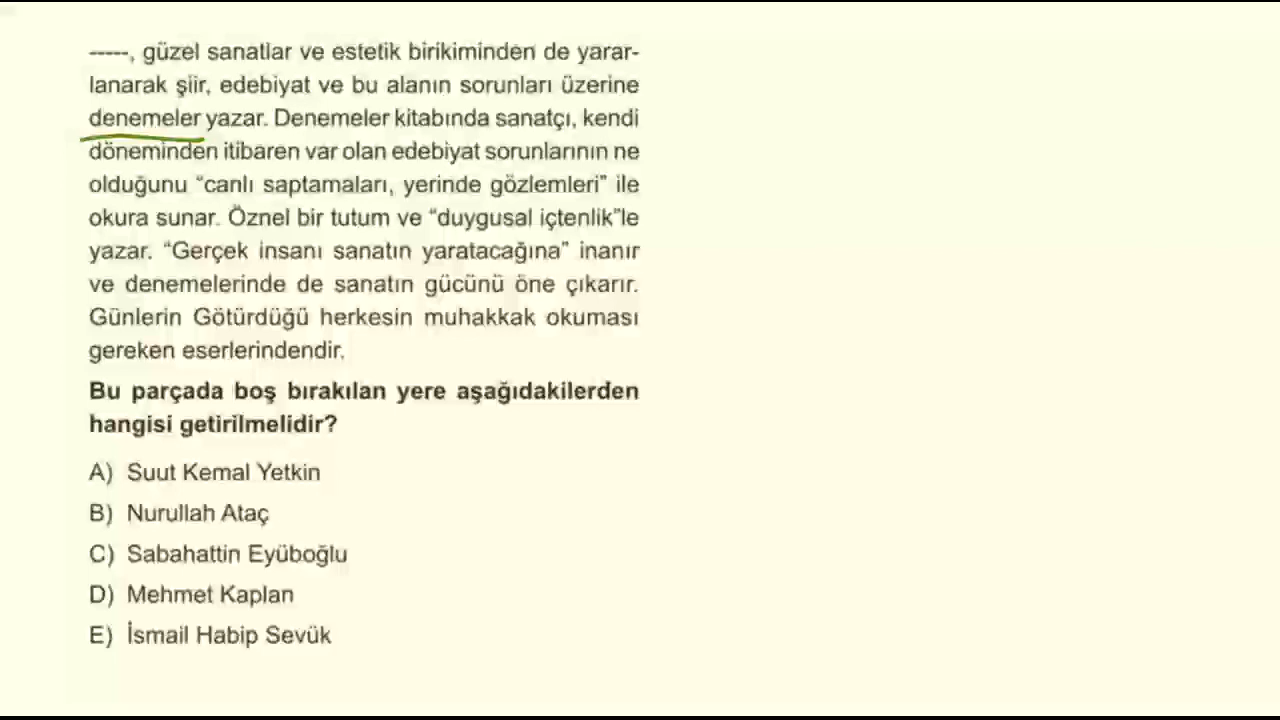 -----, güzel sanatlar ve estetik birikiminden de yarar-
lanarak şiir, edebiyat ve bu alanın sorunları üzerine
denemeler yazar. Denemeler kitabında sanatçı, kendi
döneminden itibaren var olan edebiyat sorunlarının ne
olduğunu “canlı saptamaları, yerinde gözlemleri” ile
okura sunar. Öznel bir tutum ve “duygusal içtenlik”le
yazar. “Gerçek insanı sanatın yaratacağına” inanır
ve denemelerinde de sanatın gücünü öne çıkarır.
Günlerin Götürdüğü herkesin muhakkak okuması
gereken eserlerindendir.
Bu parçada boş bırakılan yere aşağıdakilerden
hangisi getirilmelidir?
A) Suut Kemal Yetkin
B) Nurullah Ataç
C) Sabahattin Eyüboğlu
D) Mehmet Kaplan
E) İsmail Habip Sevük